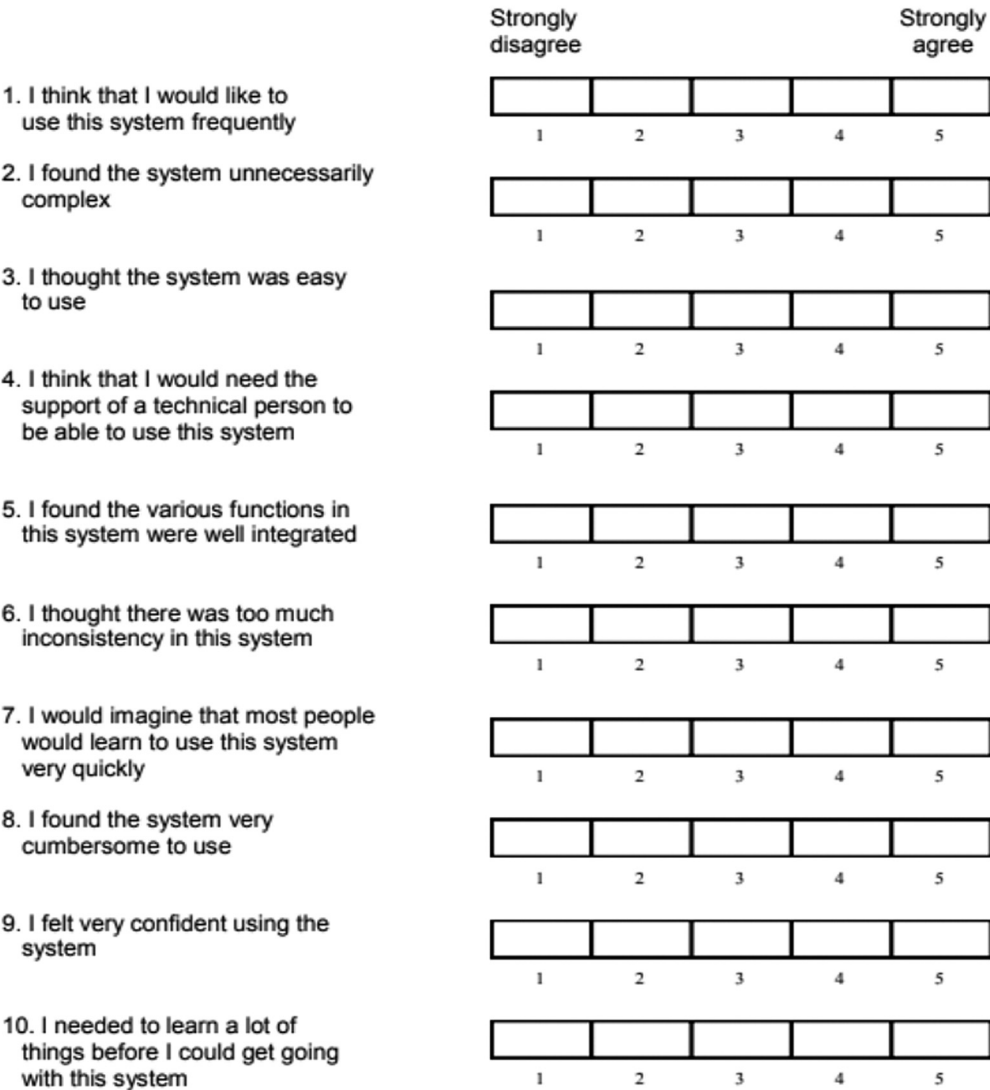 Strongly disagree
Strongly agree
1. I think that I would like to
use this system frequently
1 2 3 4 5
2. I found the system unnecessarily
complex
1 2 3 4 5
3. I thought the system was easy
to use
1 2 3 4 5
4. I think that I would need the
support of a technical person to
be able to use this system
1 2 3 4 5
5. I found the various functions in
this system were well integrated
1 2 3 4 5
6. I thought there was too much
inconsistency in this system
1 2 3 4 5
7. I would imagine that most people
would learn to use this system
very quickly
1 2 3 4 5
8. I found the system very
cumbersome to use
1 2 3 4 5
9. I felt very confident using the
system
1 2 3 4 5
10. I needed to learn a lot of
things before I could get going
with this system
1 2 3 4 5